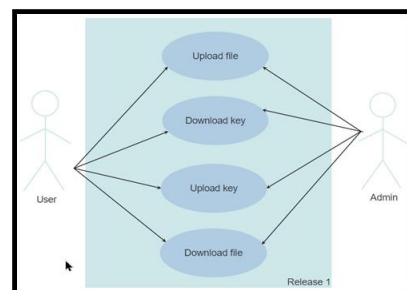 Upload file
Download key
Upload key
User
Admin
Download file
Release 1